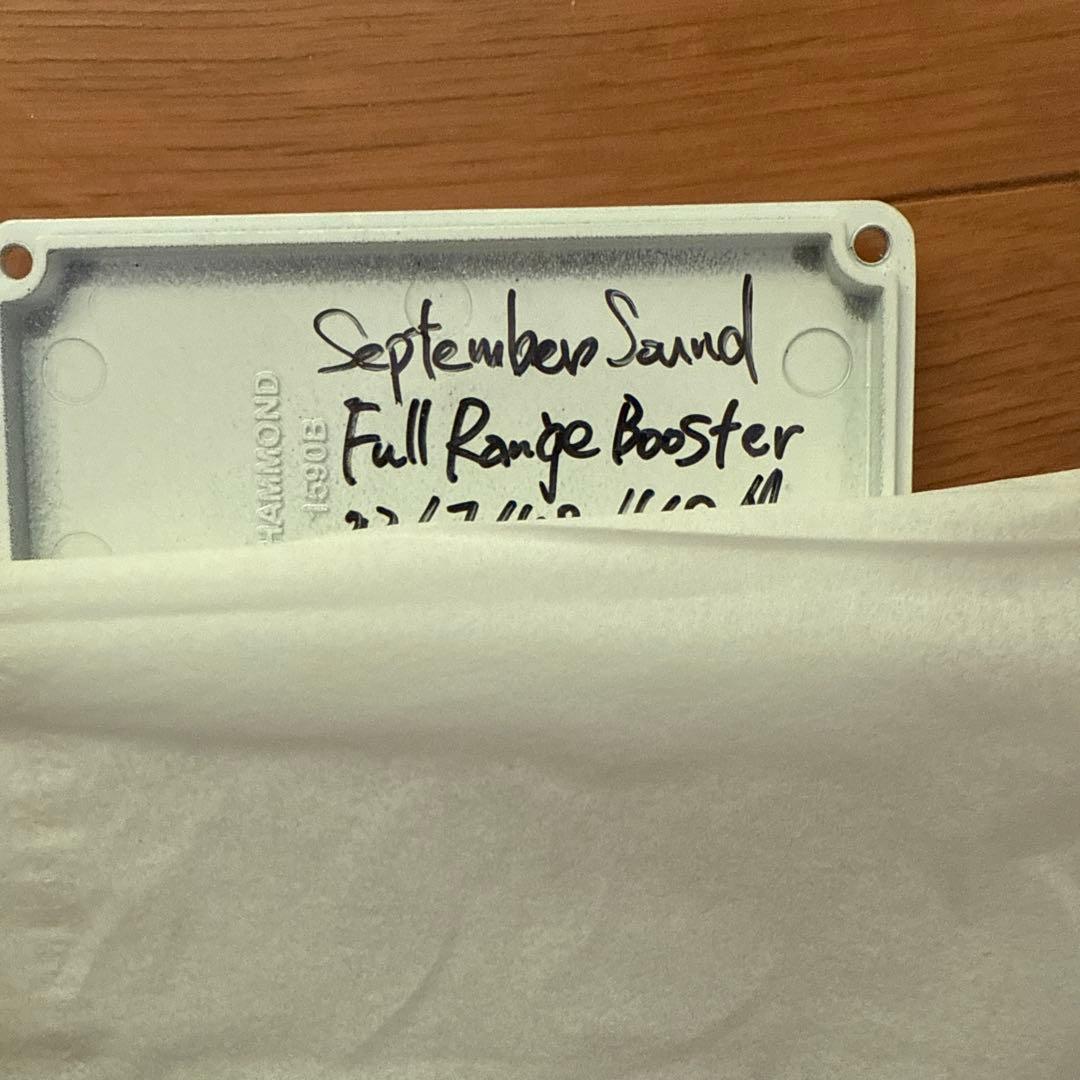 September Sound
Full Range Booster
HAMMOND
1590B